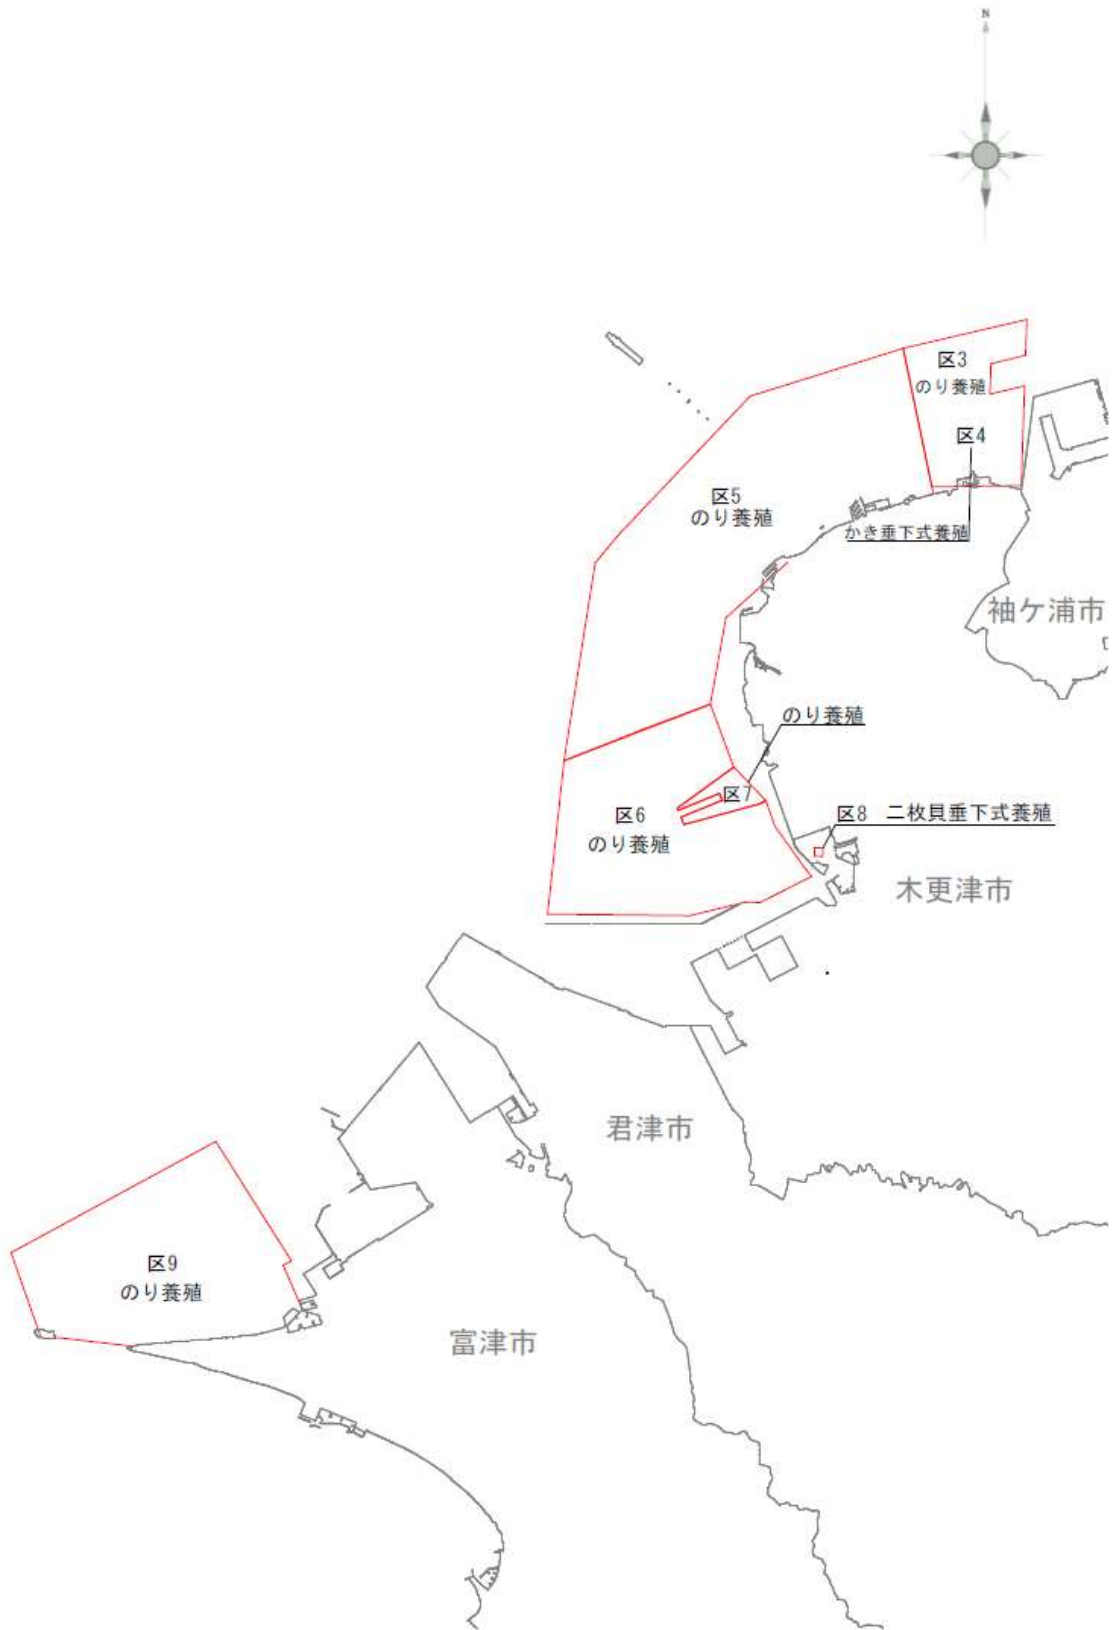 N
区3
のり養殖
区4
区5
のり養殖
かき垂下式養殖
袖ケ浦市
のり養殖
区7
区6
のり養殖
区8 二枚貝垂下式養殖
木更津市
君津市
区9
のり養殖
富津市